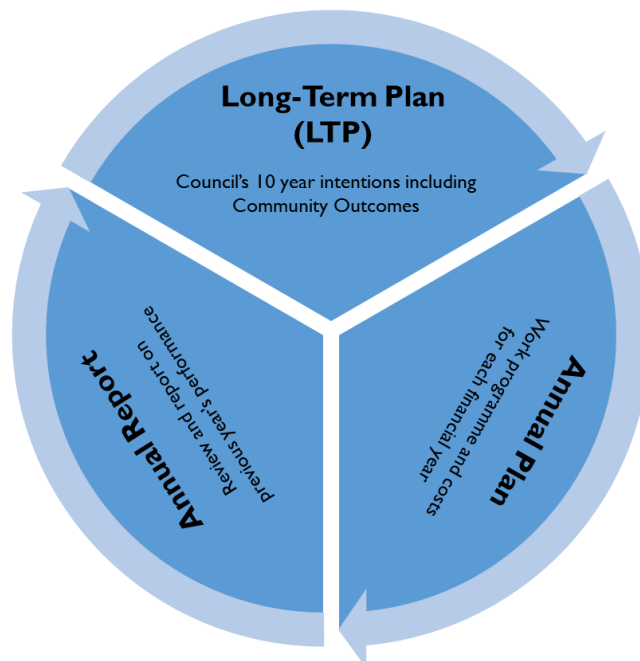 Long-Term Plan
(LTP)
Council's 10 year intentions including
Community Outcomes
Annual Plan
Work programme and costs
for each financial year
Annual Report
Review and report on
previous year's performance